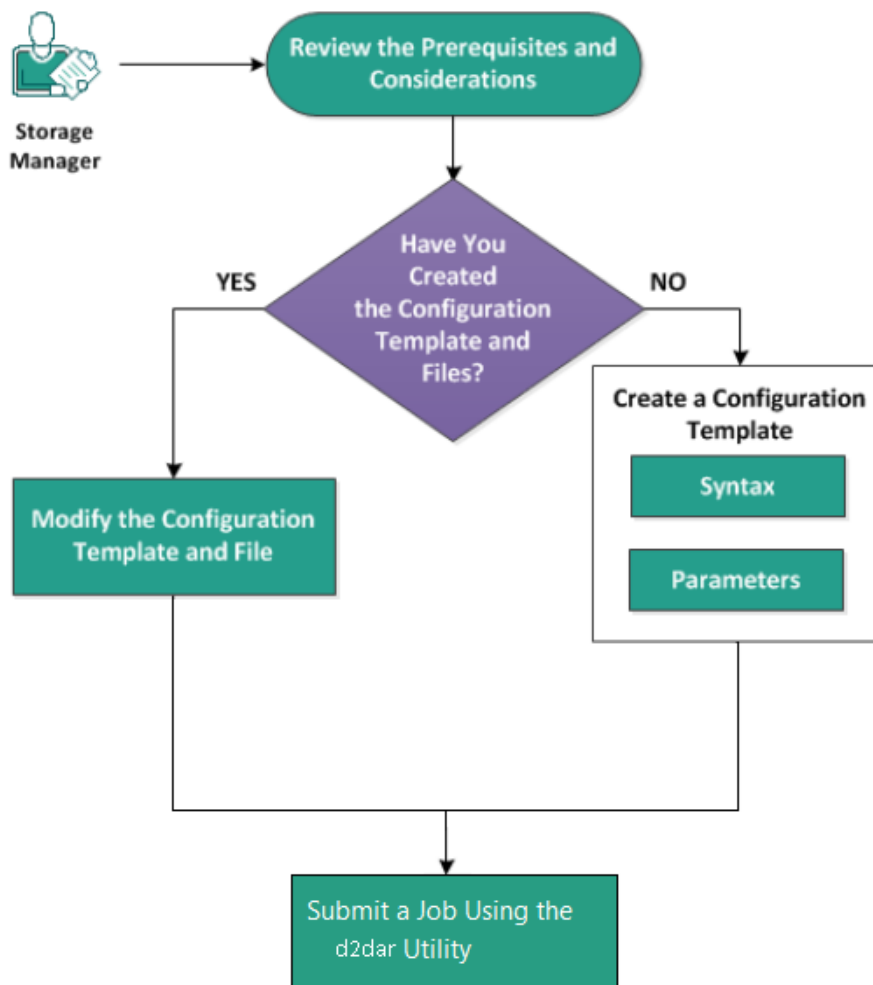 Storage
Manager
Review the Prerequisites and
Considerations
Have You
Created
the Configuration
Template and
Files?
YES
NO
Modify the Configuration
Template and File
Create a Configuration
Template
Syntax
Parameters
Submit a Job Using the
d2dar Utility